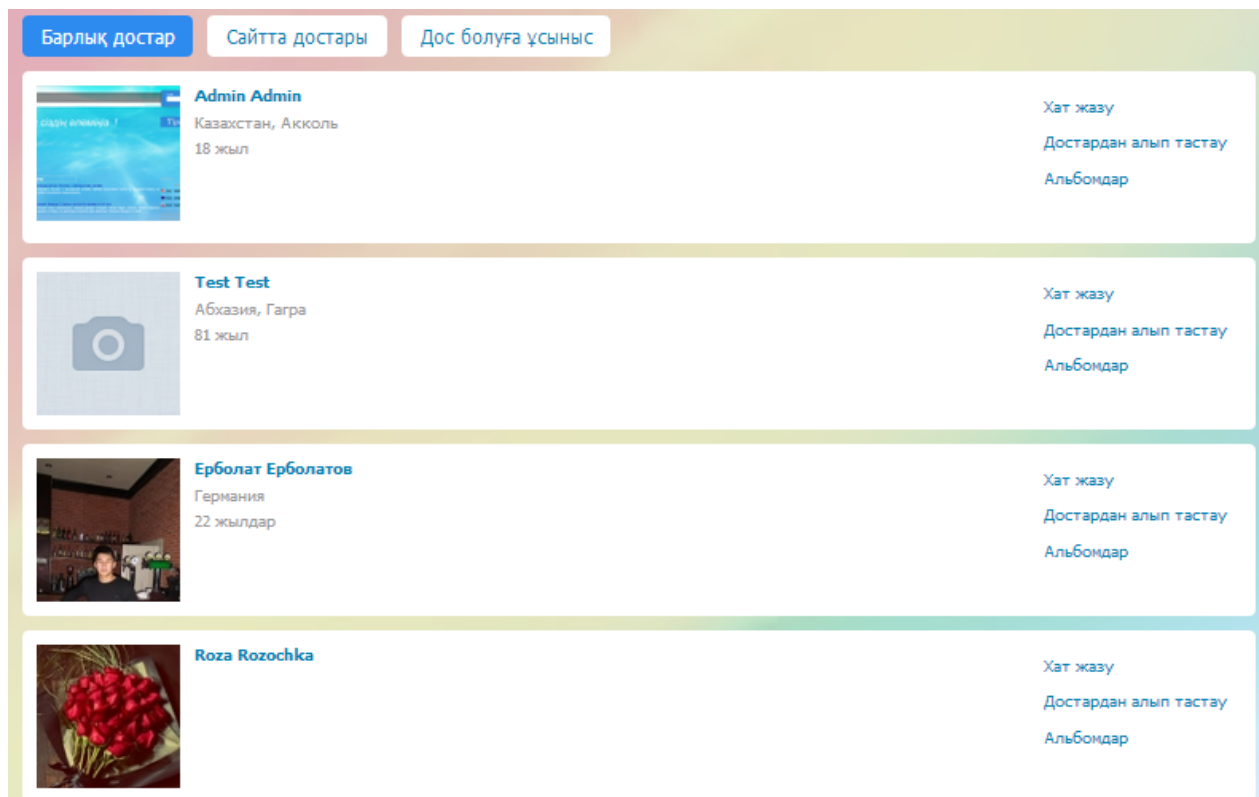 Барлық достар
Сайтта достары
Дос болуға ұсыныс
Admin Admin
Казахстан, Акколь
18 жыл
Хат жазу
Достардан алып тастау
Альбомдар
Test Test
Абхазия, Гагра
81 жыл
Хат жазу
Достардан алып тастау
Альбомдар
Ерболат Ерболатов
Германия
22 жылдар
Хат жазу
Достардан алып тастау
Альбомдар
Roza Rozochka
Хат жазу
Достардан алып тастау
Альбомдар